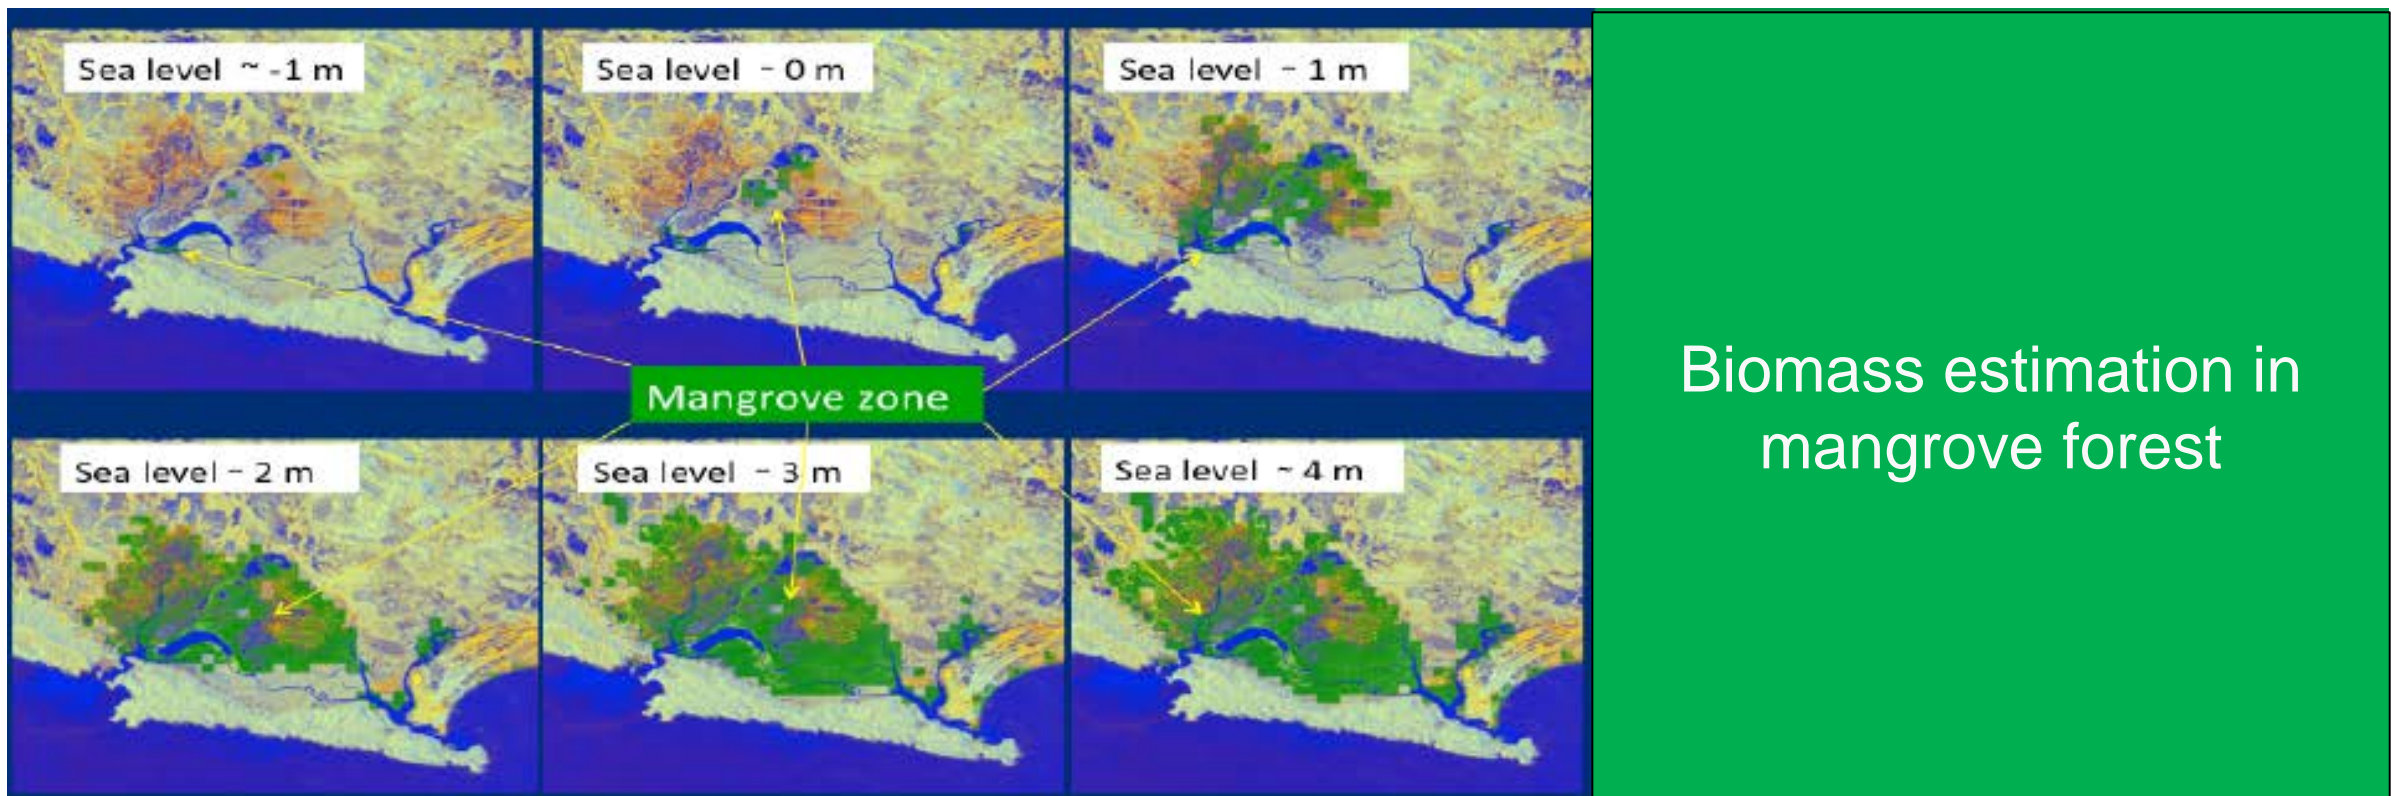 Sea level ~ -1 m
Sea level ~ 0 m
Sea level ~ 1 m
Mangrove zone
Sea level ~ 2 m
Sea level ~ 3 m
Sea level ~ 4 m
Biomass estimation in
mangrove forest